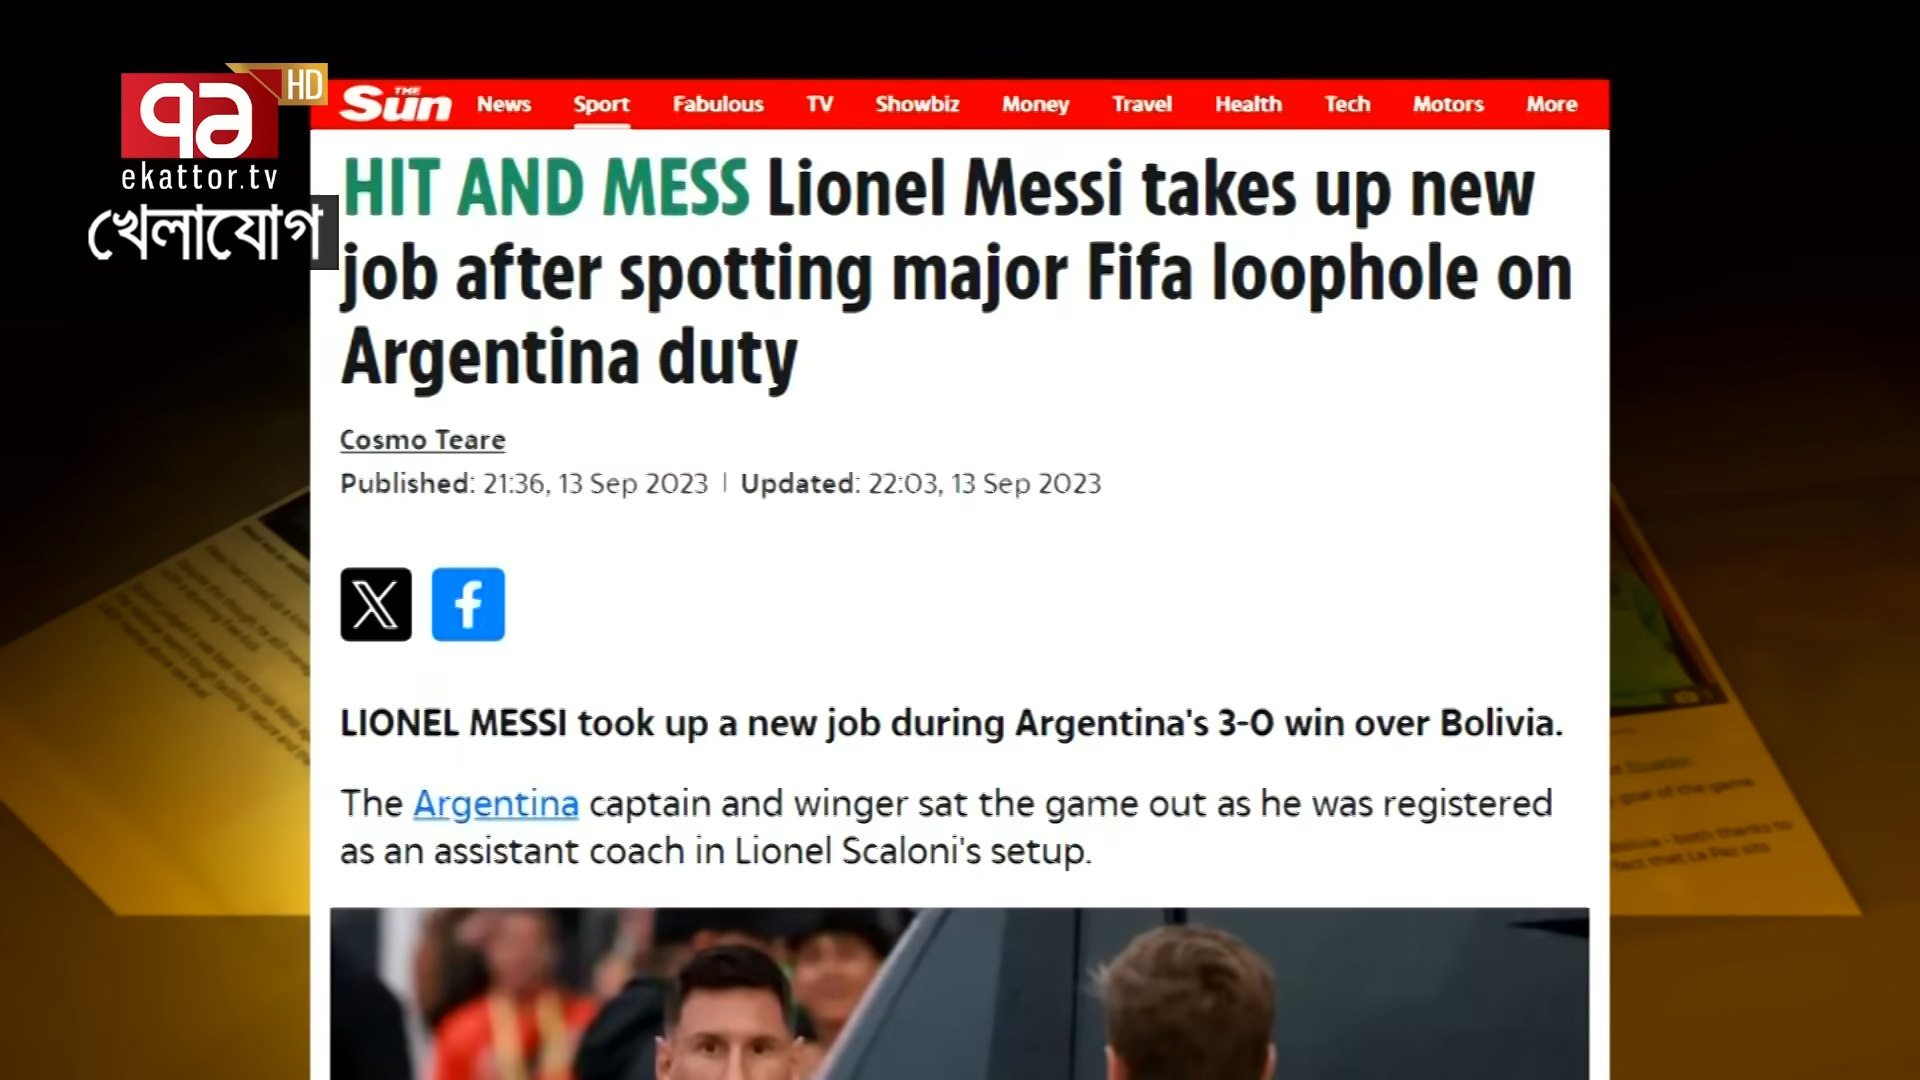 HD
ekattor.tv
খেলাযোগ
THE Sun News Sport Fabulous TV Showbiz Money Travel Health Tech Motors More
HIT AND MESS Lionel Messi takes up new
job after spotting major Fifa loophole on
Argentina duty
Cosmo Teare
Published: 21:36, 13 Sep 2023 | Updated: 22:03, 13 Sep 2023
LIONEL MESSI took up a new job during Argentina's 3-0 win over Bolivia.
The Argentina captain and winger sat the game out as he was registered
as an assistant coach in Lionel Scaloni's setup.